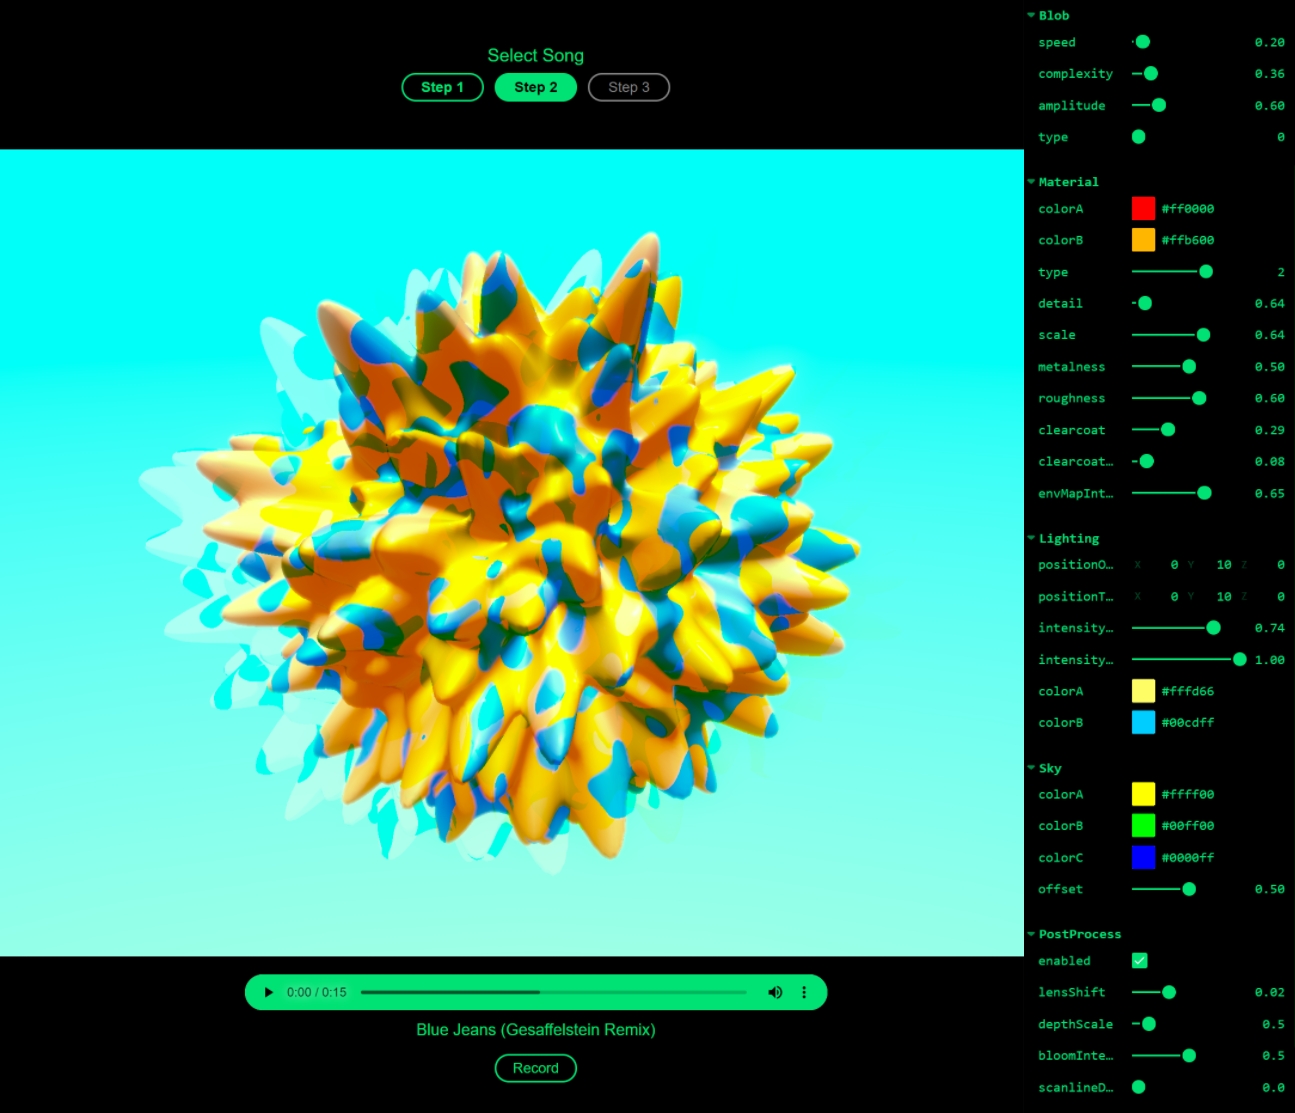 Select Song
Step 1 Step 2 Step 3
Blob
speed 0.20
complexity 0.36
amplitude 0.60
type 0
Material
colorA #ff0000
colorB #ffb600
type 2
detail 0.64
scale 0.64
metalness 0.50
roughness 0.60
clearcoat 0.29
clearcoat… 0.08
envMapInt… 0.65
Lighting
positionO… X 0 Y 10 Z 0
positionT… X 0 Y 10 Z 0
intensity… 0.74
intensity… 1.00
colorA #fffd66
colorB #00cdff
Sky
colorA #ffff00
colorB #00ff00
colorC #0000ff
offset 0.50
PostProcess
enabled
lensShift 0.02
depthScale 0.5
bloomInte… 0.5
scanlineD… 0.0
0:00 / 0:15
Blue Jeans (Gesaffelstein Remix)
Record